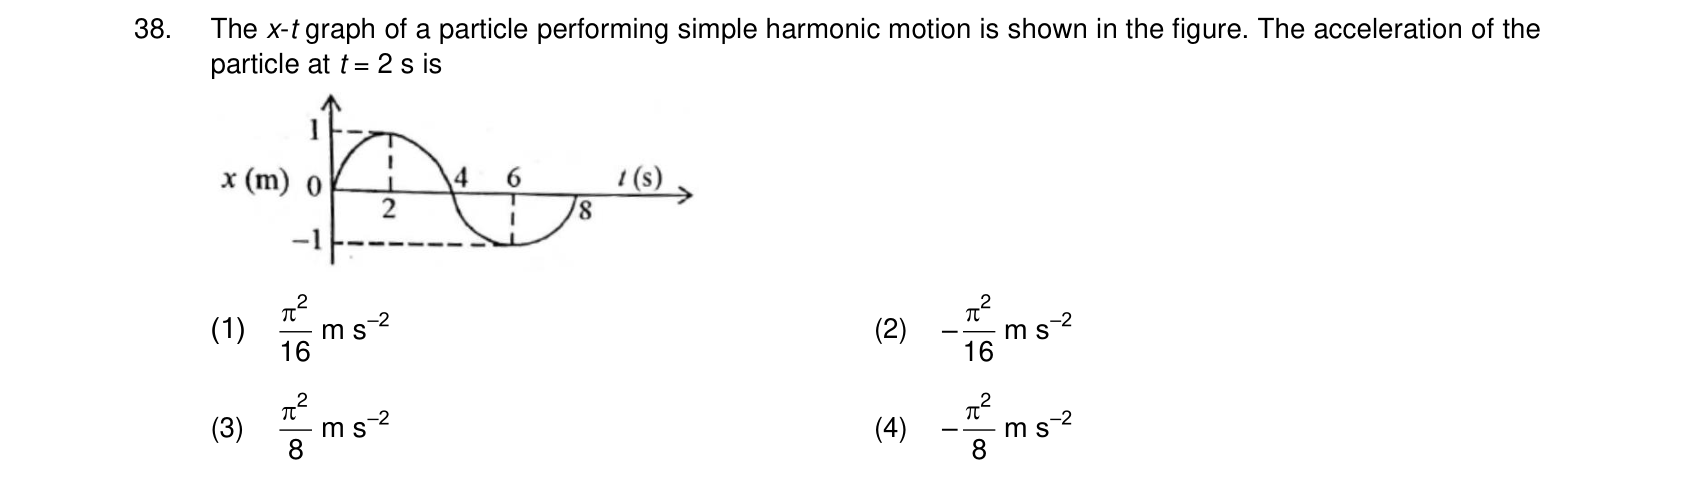 38. The x-t graph of a particle performing simple harmonic motion is shown in the figure. The acceleration of the
particle at t = 2 s is
1
x (m) 0
2
4 6
8
t (s)
–1
(1) π²/16 m s⁻² (2) –π²/16 m s⁻²
(3) π²/8 m s⁻² (4) –π²/8 m s⁻²